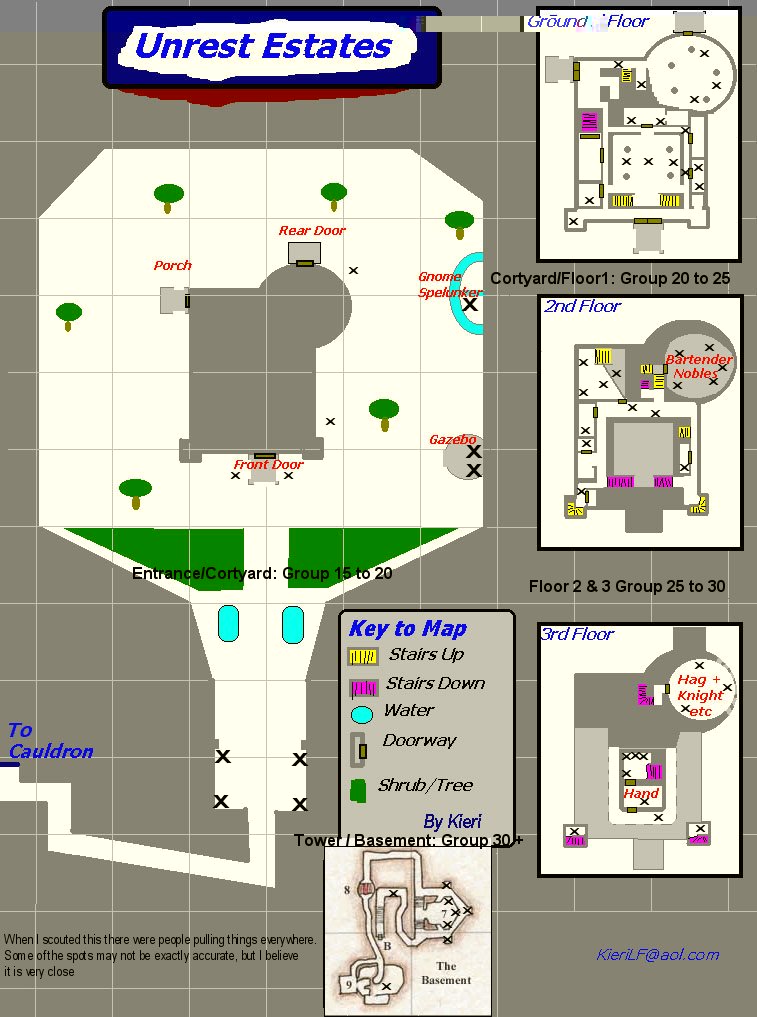 Unrest Estates
Ground Floor
Rear Door
Porch
Gnome
Spelunker
Cortyard/Floor1: Group 20 to 25
2nd Floor
Bartender
Nobles
Gazebo
Front Door
Entrance/Cortyard: Group 15 to 20
Floor 2 & 3 Group 25 to 30
Key to Map
Stairs Up
Stairs Down
Water
Doorway
Shrub/Tree
By Kieri
3rd Floor
Hag +
Knight
etc
Hand
To
Cauldron
Tower / Basement: Group 30 +
8
7
B
9
The
Basement
When I scouted this there were people pulling things everywhere.
Some of the spots may not be exactly accurate, but I believe
it is very close
KieriLF@aol.com